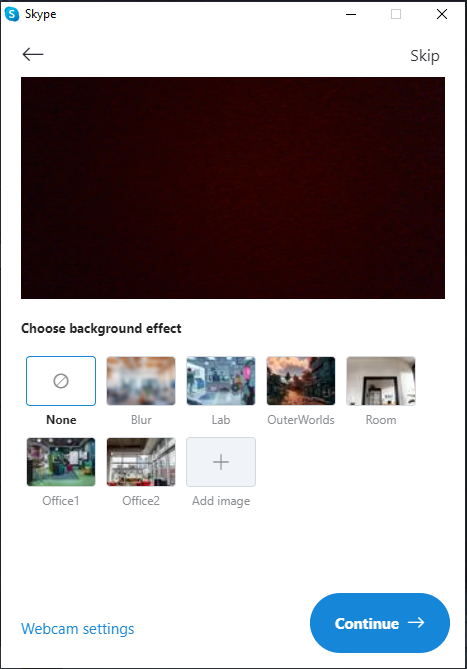 Skype
Skip
Choose background effect
None
Blur
Lab
OuterWorlds
Room
Office1
Office2
Add image
Webcam settings
Continue